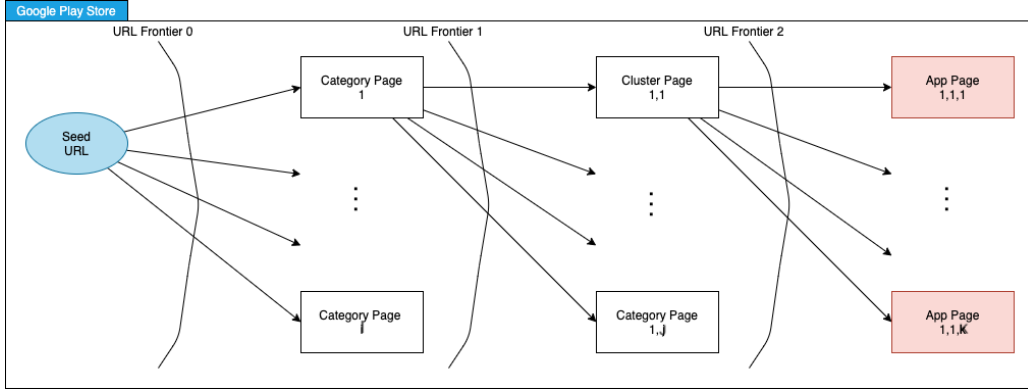 Google Play Store
URL Frontier 0
URL Frontier 1
URL Frontier 2
Category Page
1
Cluster Page
1,1
App Page
1,1,1
Seed
URL
Category Page
i
Category Page
1,j
App Page
1,1,K